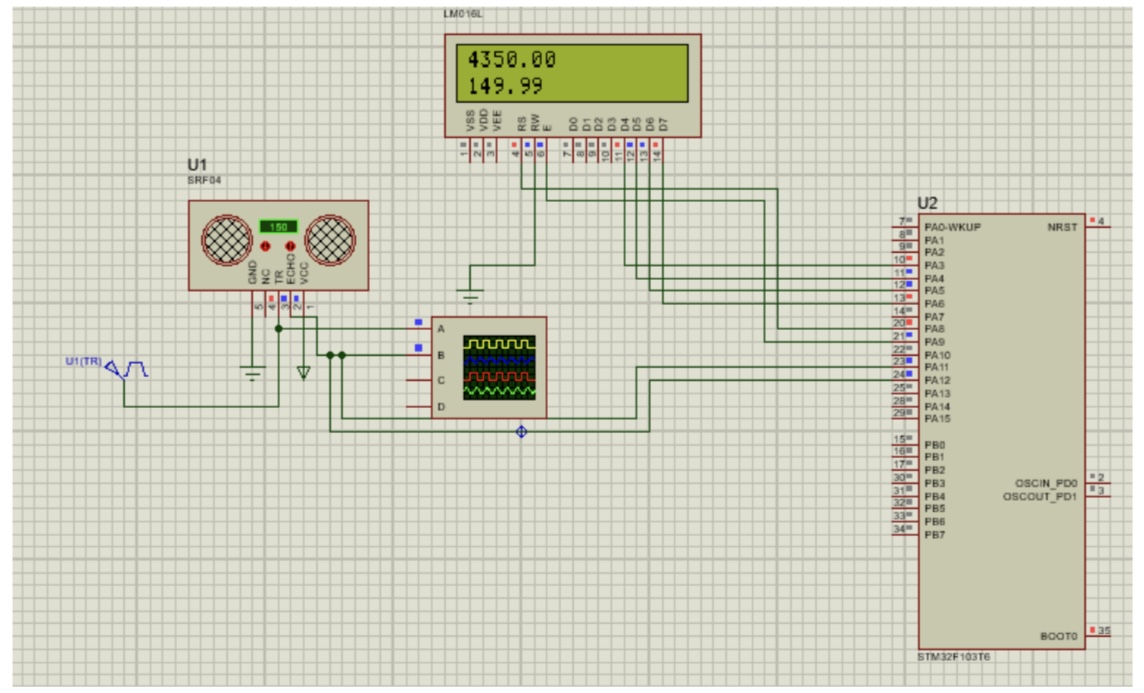 LM016L
4350.00
149.99
VSS VDD VEE RS RW E D0 D1 D2 D3 D4 D5 D6 D7
1 2 3 4 5 6 7 8 9 10 11 12 13 14
U1
SRF04
150
GND NC TR ECHO VCC
5 4 3 2 1
U1(TR)
A
B
C
D
U2
7 PA0-WKUP NRST 4
8 PA1
9 PA2
10 PA3
11 PA4
12 PA5
13 PA6
14 PA7
20 PA8
21 PA9
22 PA10
23 PA11
24 PA12
25 PA13
28 PA14
29 PA15
15 PB0
16 PB1
17 PB2
30 PB3 OSCIN_PD0 2
31 PB4 OSCOUT_PD1 3
32 PB5
33 PB6
34 PB7
BOOT0 35
STM32F103T6